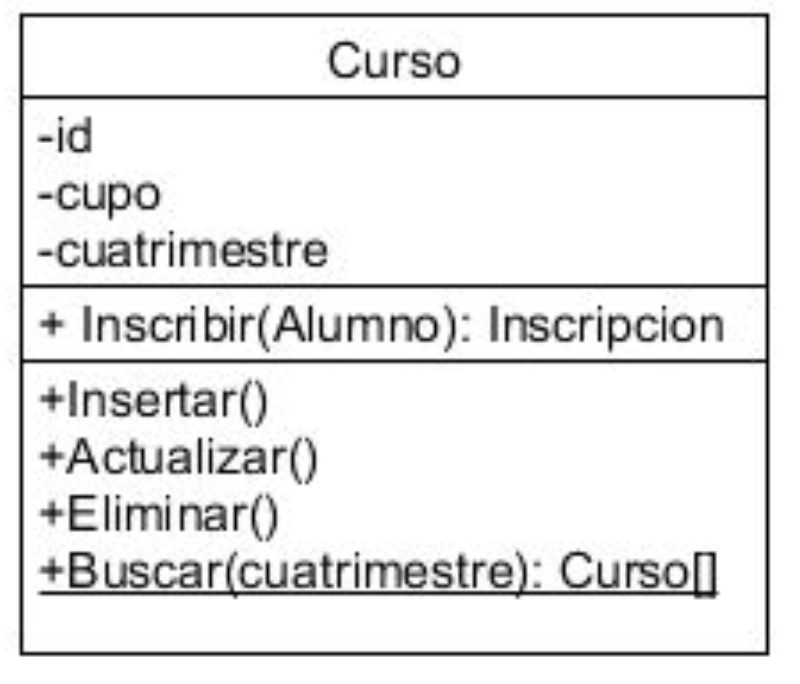 Curso
-id
-cupo
-cuatrimestre
+ Inscribir(Alumno): Inscripcion
+Insertar()
+Actualizar()
+Eliminar()
+Buscar(cuatrimestre): Curso[]